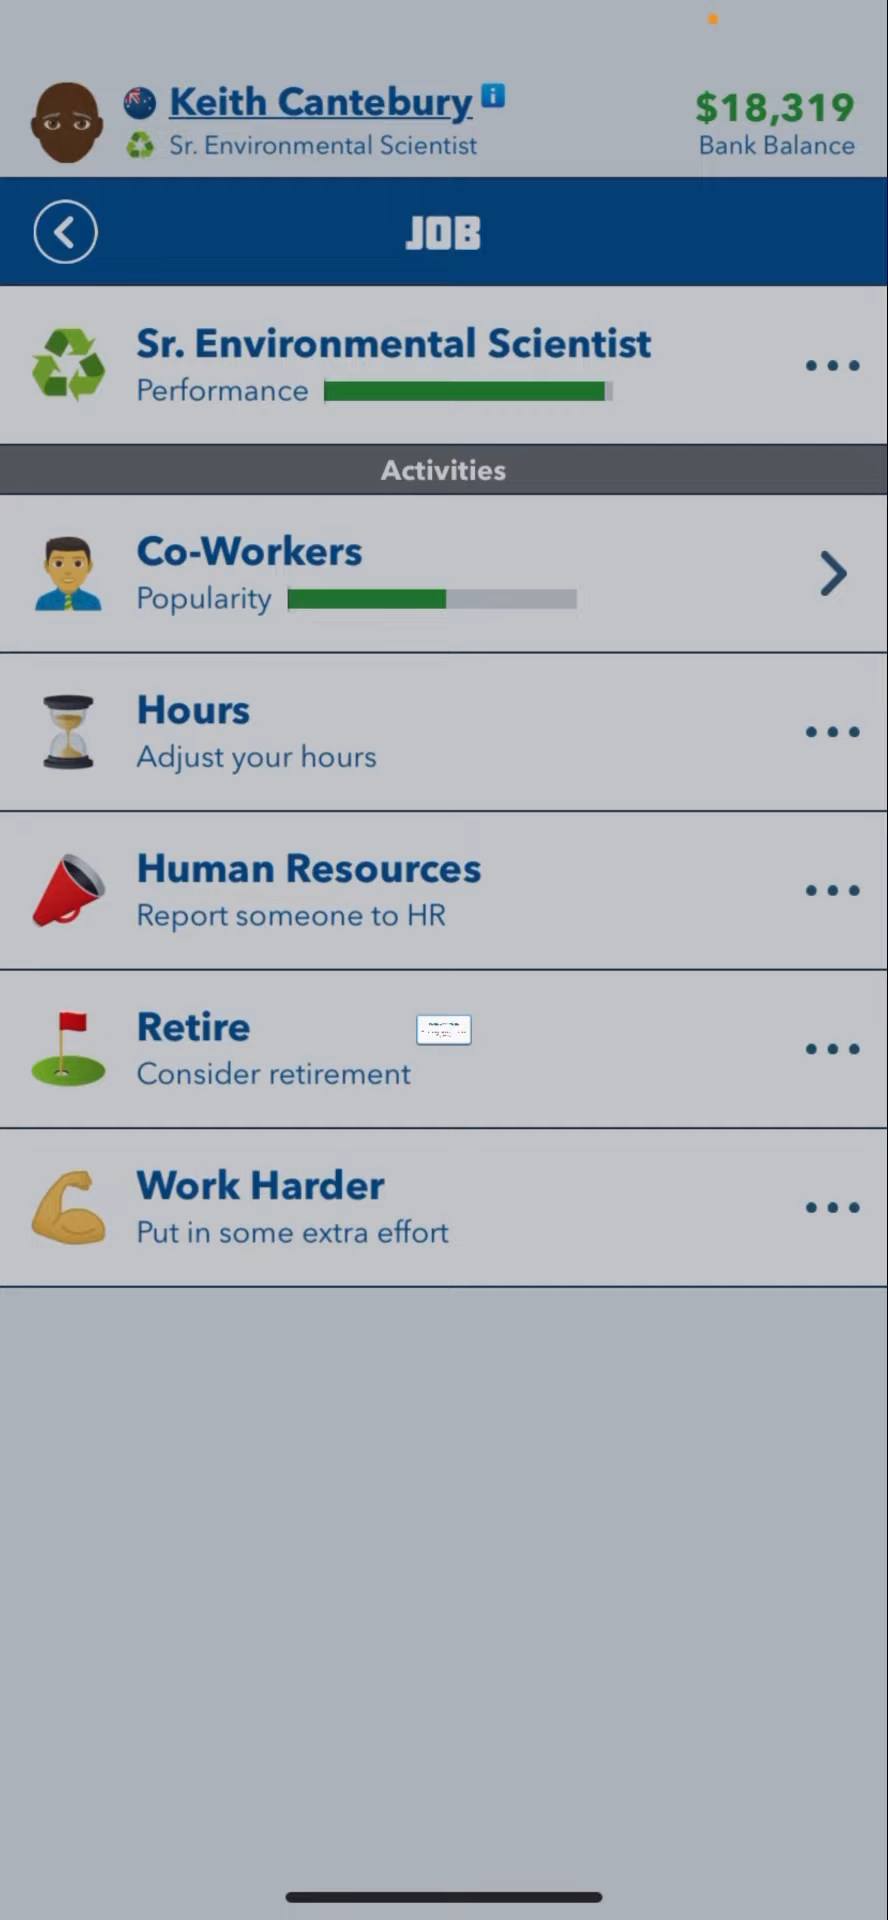 Keith Cantebury
$18,319
Sr. Environmental Scientist
Bank Balance
JOB
Sr. Environmental Scientist
Performance
Activities
Co-Workers
Popularity
Hours
Adjust your hours
Human Resources
Report someone to HR
Retire
Consider retirement
Work Harder
Put in some extra effort